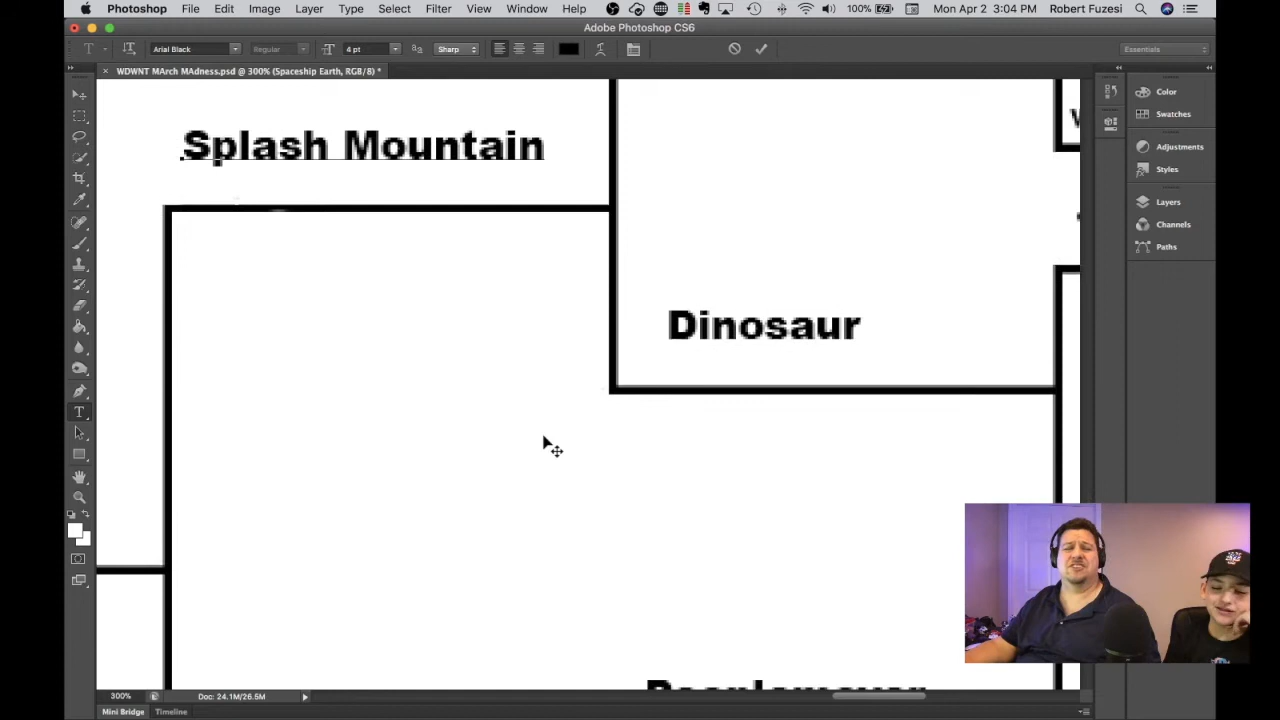 Photoshop File Edit Image Layer Type Select Filter View Window Help 100% Mon Apr 2 3:04 PM Robert Fuzesi
Adobe Photoshop CS6
T Arial Black Regular 4 pt Sharp Essentials
× WDWNT MArch MAdness.psd @ 300% (Spaceship Earth, RGB/8) *
Color
Swatches
Adjustments
Styles
Layers
Channels
Paths
Splash Mountain
Dinosaur
300% Doc: 24.1M/26.5M
Mini Bridge Timeline